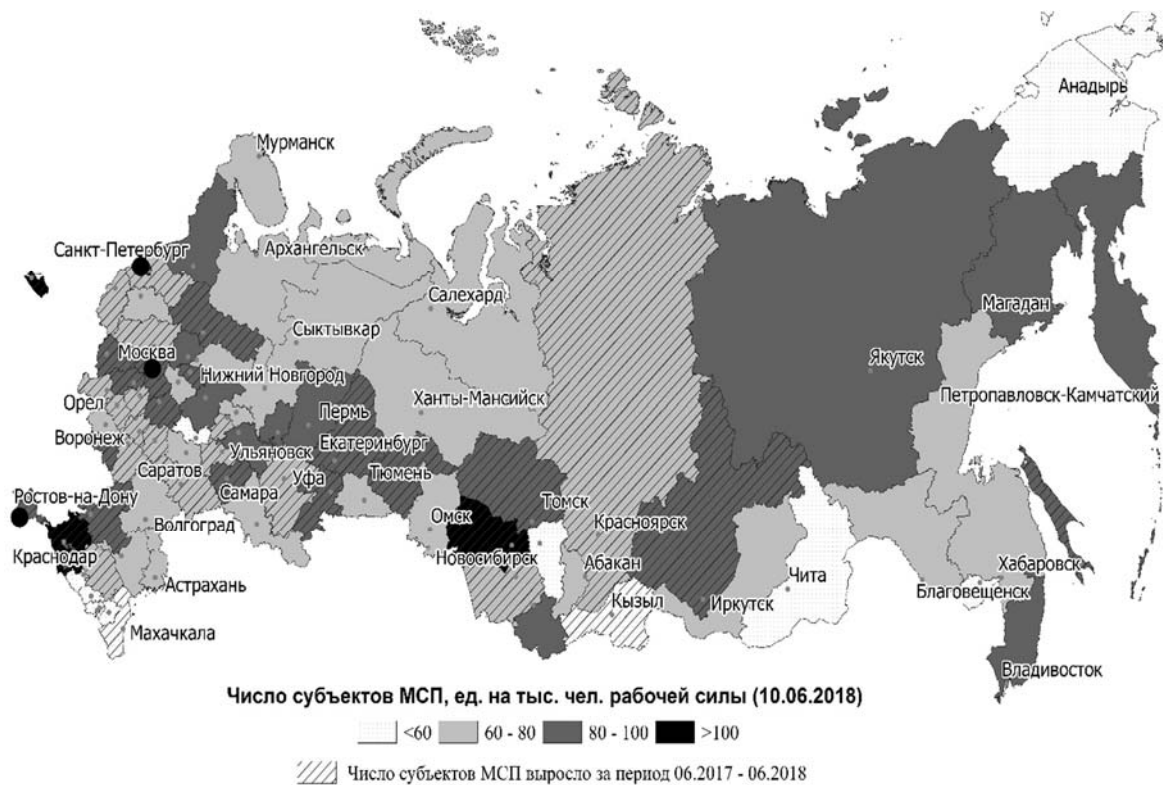 Анадырь
Мурманск
Санкт-Петербург
Архангельск
Салехард
Магадан
Сыктывкар
Москва
Якутск
Нижний Новгород
Ханты-Мансийск
Петропавловск-Камчатский
Орел
Пермь
Воронеж
Екатеринбург
Ульяновск
Саратов
Уфа
Тюмень
Самара
Ростов-на-Дону
Томск
Омск
Волгоград
Красноярск
Краснодар
Новосибирск
Абакан
Хабаровск
Астрахань
Чита
Кызыл
Иркутск
Благовещенск
Махачкала
Владивосток
Число субъектов МСП, ед. на тыс. чел. рабочей силы (10.06.2018)
<60 60 - 80 80 - 100 >100
Число субъектов МСП выросло за период 06.2017 - 06.2018